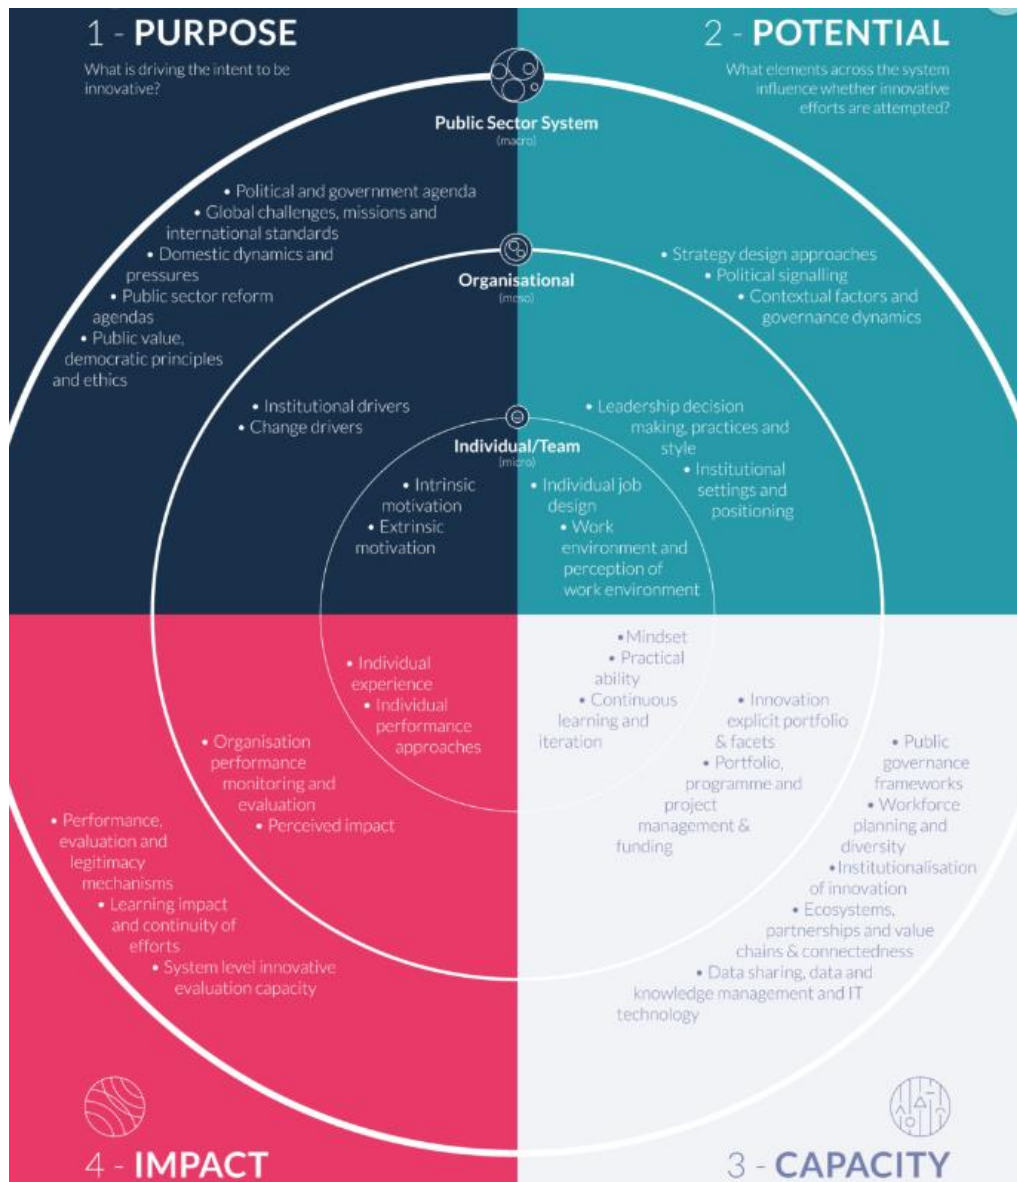 1 - PURPOSE
What is driving the intent to be
innovative?
2 - POTENTIAL
What elements across the system
influence whether innovative
efforts are attempted?
Public Sector System
(macro)
• Political and government agenda
• Global challenges, missions and
international standards
• Domestic dynamics and
pressures
• Public sector reform
agendas
• Public value,
democratic principles
and ethics
• Strategy design approaches
• Political signalling
• Contextual factors and
governance dynamics
Organisational
(meso)
• Institutional drivers
• Change drivers
• Leadership decision
making, practices and
style
• Institutional
settings and
positioning
Individual/Team
(micro)
• Intrinsic
motivation
• Extrinsic
motivation
• Individual job
design
• Work
environment and
perception of
work environment
• Individual
experience
• Individual
performance
approaches
• Mindset
• Practical
ability
• Continuous
learning and
iteration
• Organisation
performance
monitoring and
evaluation
• Perceived impact
• Innovation
explicit portfolio
& facets
• Portfolio,
programme and
project
management &
funding
• Performance,
evaluation and
legitimacy
mechanisms
• Learning impact
and continuity of
efforts
• System level innovative
evaluation capacity
• Public
governance
frameworks
• Workforce
planning and
diversity
• Institutionalisation
of innovation
• Ecosystems,
partnerships and value
chains & connectedness
• Data sharing, data and
knowledge management and IT
technology
4 - IMPACT
3 - CAPACITY